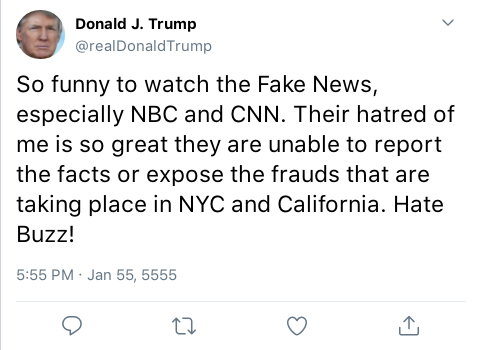 Donald J. Trump
@realDonaldTrump
So funny to watch the Fake News,
especially NBC and CNN. Their hatred of
me is so great they are unable to report
the facts or expose the frauds that are
taking place in NYC and California. Hate
Buzz!
5:55 PM · Jan 55, 5555